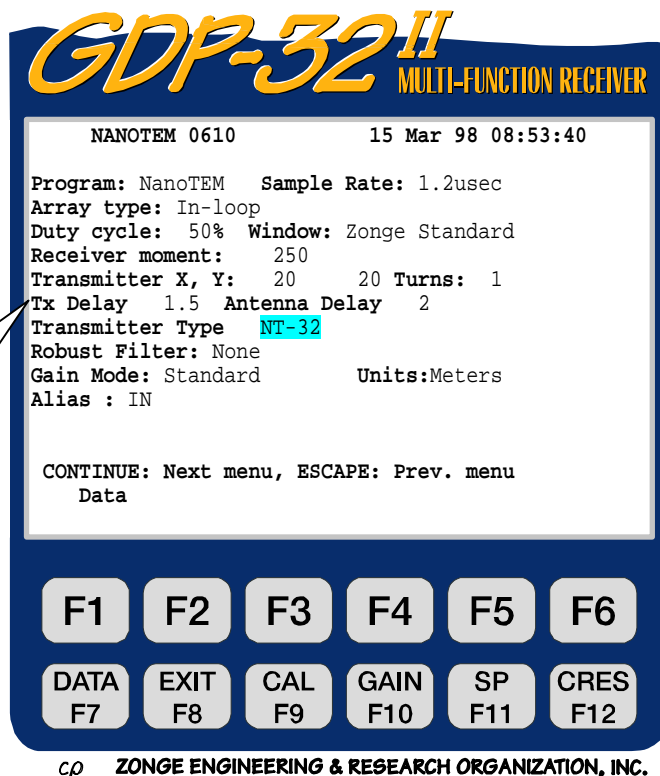 GDP-32 II
MULTI-FUNCTION RECEIVER
NANOTEM 0610 15 Mar 98 08:53:40
Program: NanoTEM Sample Rate: 1.2usec
Array type: In-loop
Duty cycle: 50% Window: Zonge Standard
Receiver moment: 250
Transmitter X, Y: 20 20 Turns: 1
Tx Delay 1.5 Antenna Delay 2
Transmitter Type NT-32
Robust Filter: None
Gain Mode: Standard Units:Meters
Alias : IN
CONTINUE: Next menu, ESCAPE: Prev. menu
Data
F1 F2 F3 F4 F5 F6
DATA EXIT CAL GAIN SP CRES
F7 F8 F9 F10 F11 F12
ZONGE ENGINEERING & RESEARCH ORGANIZATION, INC.